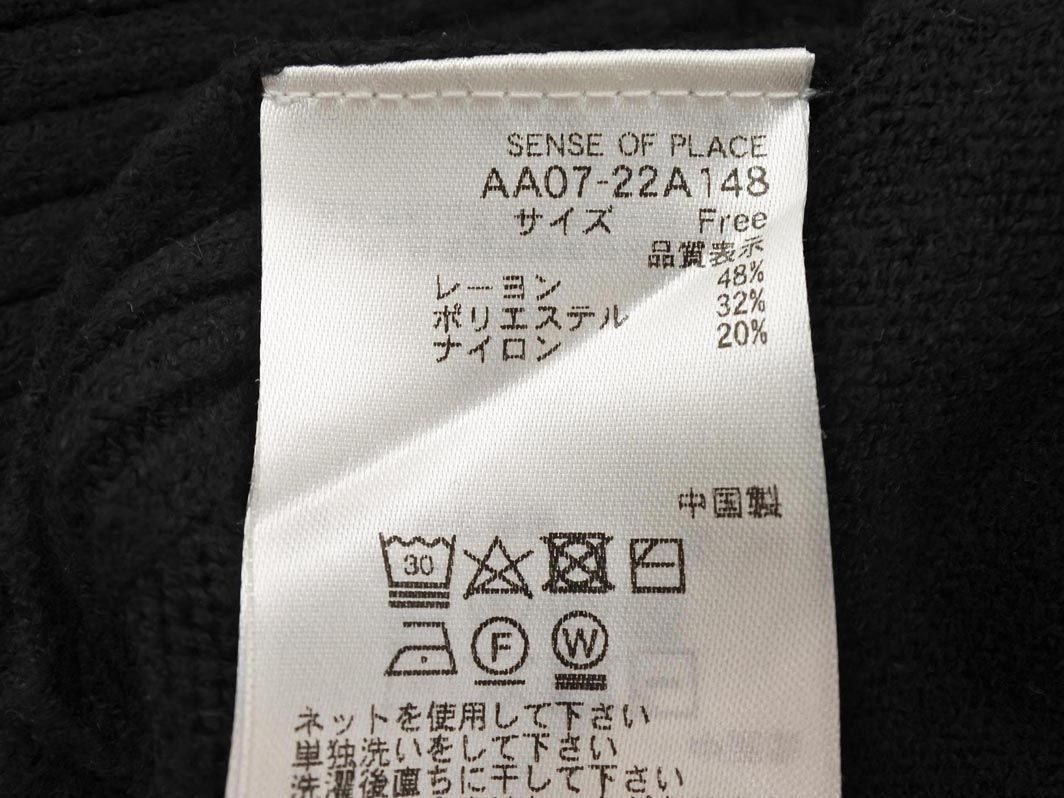 SENSE OF PLACE
AA07-22A148
サイズ Free
品質表示
レーヨン 48%
ポリエステル 32%
ナイロン 20%
中国製
30
F W
ネットを使用して下さい
単独洗いをして下さい
洗濯後直ちに干して下さい